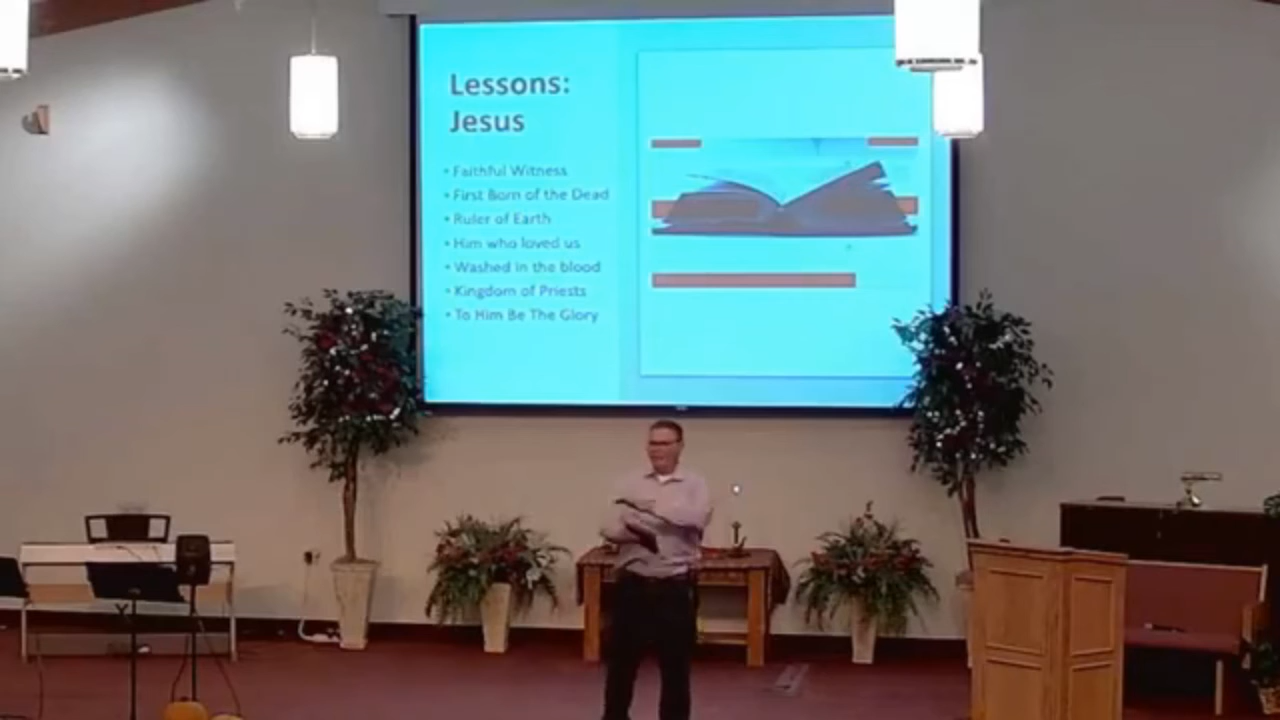 Lessons:
Jesus
• Faithful Witness
• First Born of the Dead
• Ruler of Earth
• Him who loved us
• Washed in the blood
• Kingdom of Priests
• To Him Be The Glory